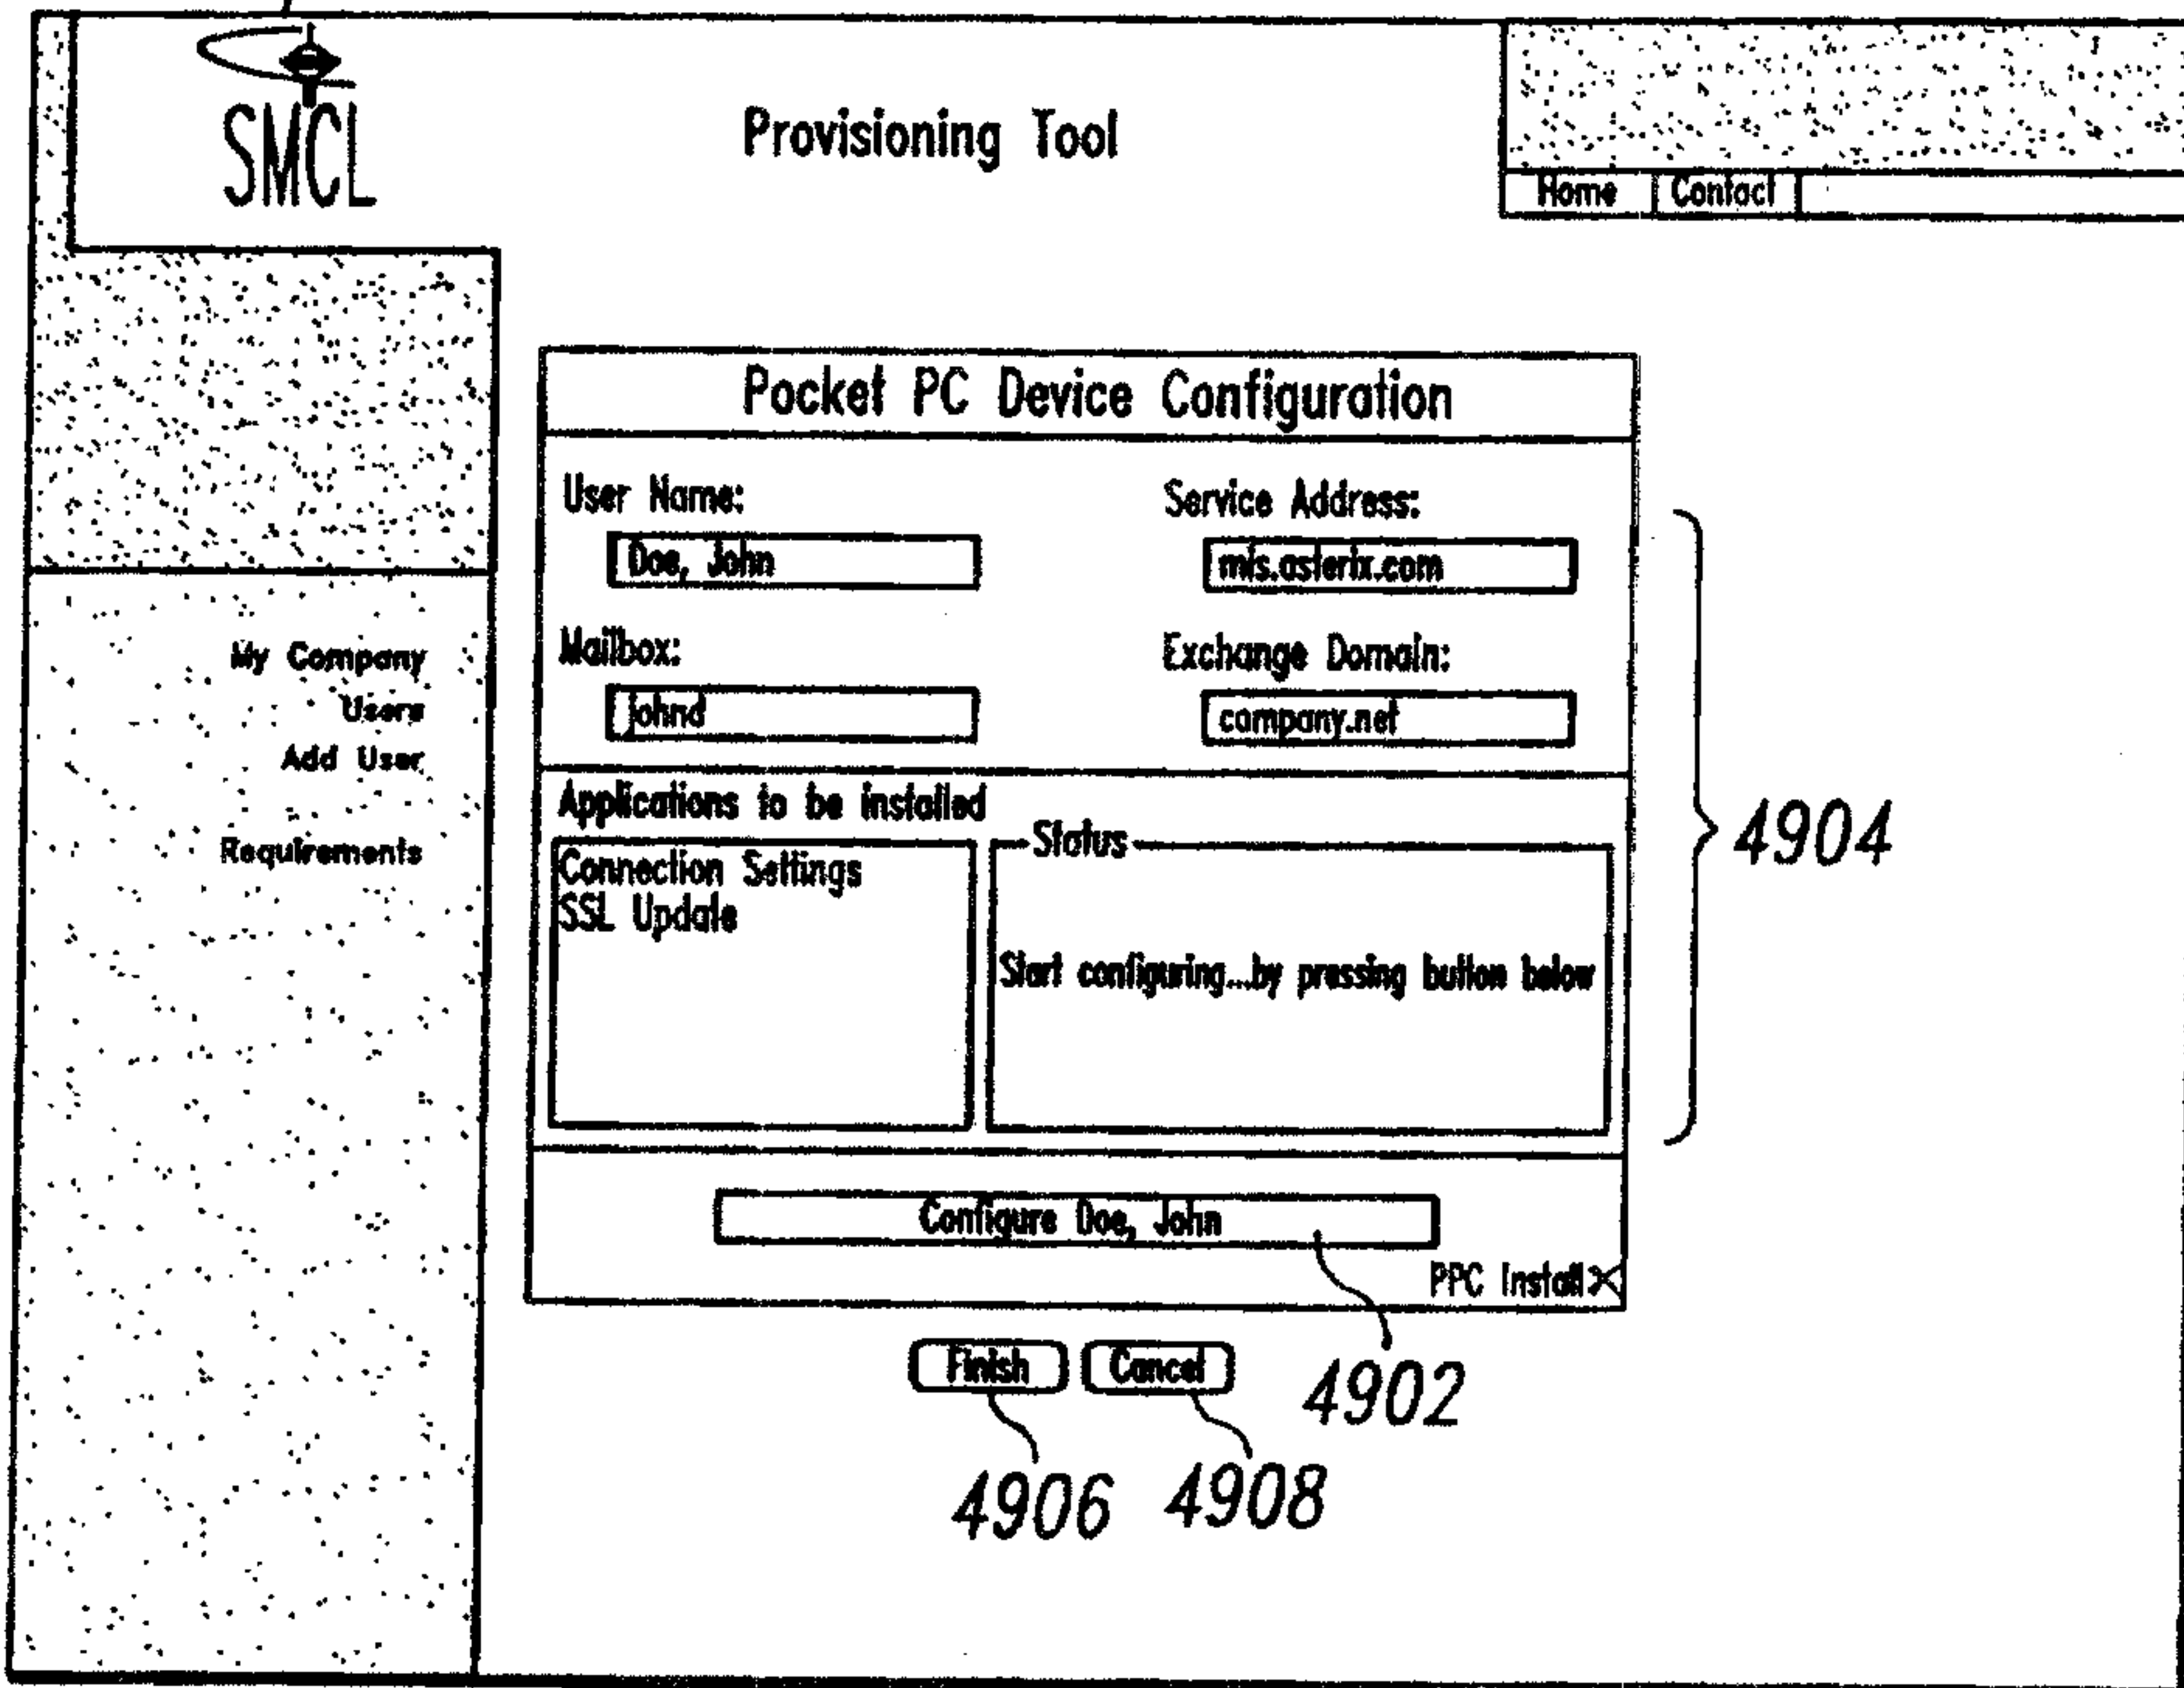 SMCL
Provisioning Tool
Home Contact
My Company
Users
Add User
Requirements
Pocket PC Device Configuration
User Name: Service Address:
Doe, John mis.asterix.com
Mailbox: Exchange Domain:
johnd company.net
Applications to be installed
Status
Connection Settings
SSL Update
Start configuring...by pressing button below
Configure Doe, John
PPC Install
Finish Cancel
4904
4902
4906 4908